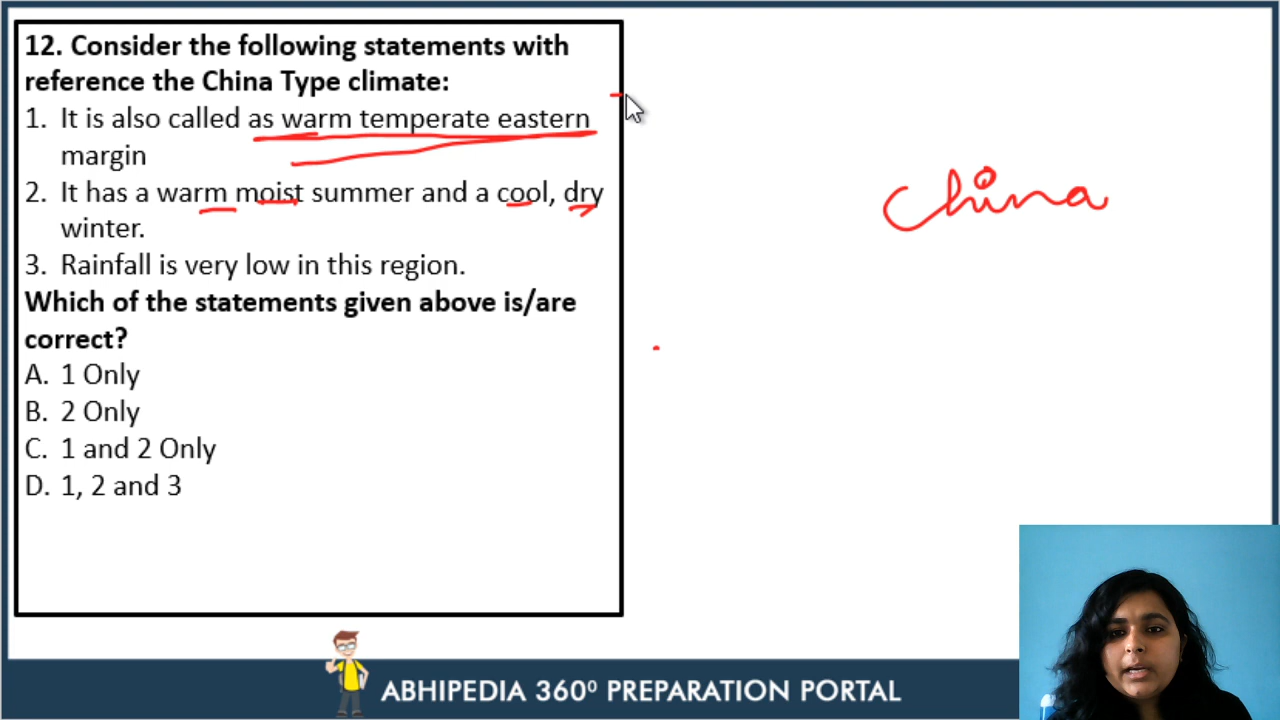 12. Consider the following statements with
reference the China Type climate:
1. It is also called as warm temperate eastern
margin
2. It has a warm moist summer and a cool, dry
winter.
3. Rainfall is very low in this region.
Which of the statements given above is/are
correct?
A. 1 Only
B. 2 Only
C. 1 and 2 Only
D. 1, 2 and 3
China
ABHIPEDIA 360⁰ PREPARATION PORTAL